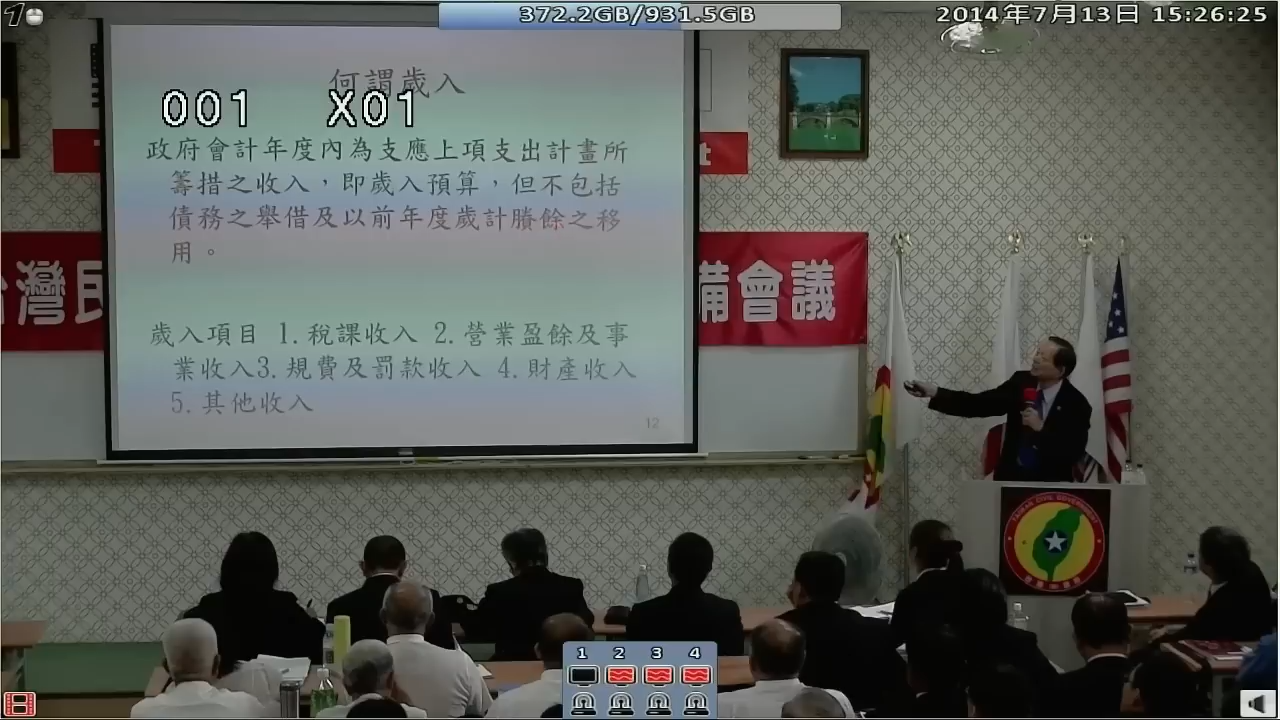 372.2GB/931.5GB
2014年7月13日 15:26:25
何謂歲入
001 X01
政府會計年度內為支應上項支出計畫所
籌措之收入，即歲入預算，但不包括
債務之舉借及以前年度歲計賸餘之移
用。
歲入項目 1.稅課收入 2.營業盈餘及事
業收入3.規費及罰款收入 4.財產收入
5.其他收入
12
灣民
備會議
TAIWAN CIVIL GOVERNMENT
1 2 3 4